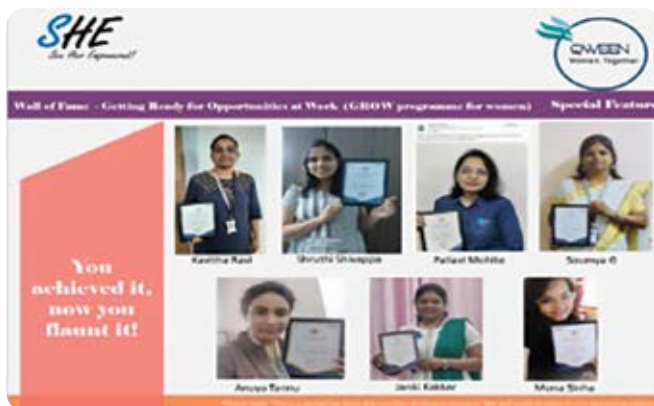 SHE
See Her Empowered!
QWEEN
Women. Together
Wall of Fame - Getting Ready for Opportunities at Work (GROW programme for women) Special Feature
Kavitha Ravi
Shruthi Shivappa
Pallavi Mohite
Soumya G
You
achieved it,
now you
flaunt it!
Anuya Tannu
Janki Kakkar
Mona Sinha